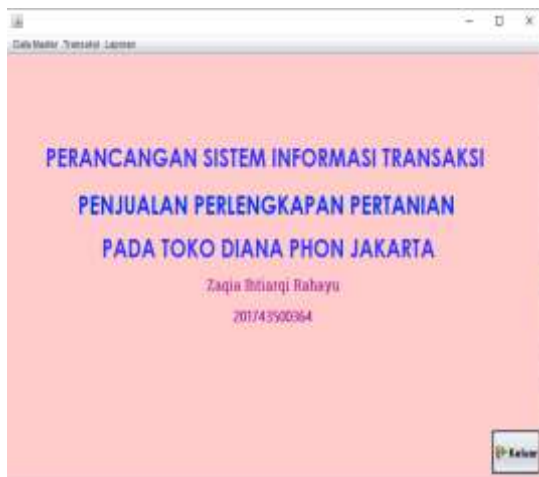 Data Master Transaksi Laporan
PERANCANGAN SISTEM INFORMASI TRANSAKSI
PENJUALAN PERLENGKAPAN PERTANIAN
PADA TOKO DIANA PHON JAKARTA
Zaqia Ihtiarqi Rahayu
201743500364
Keluar